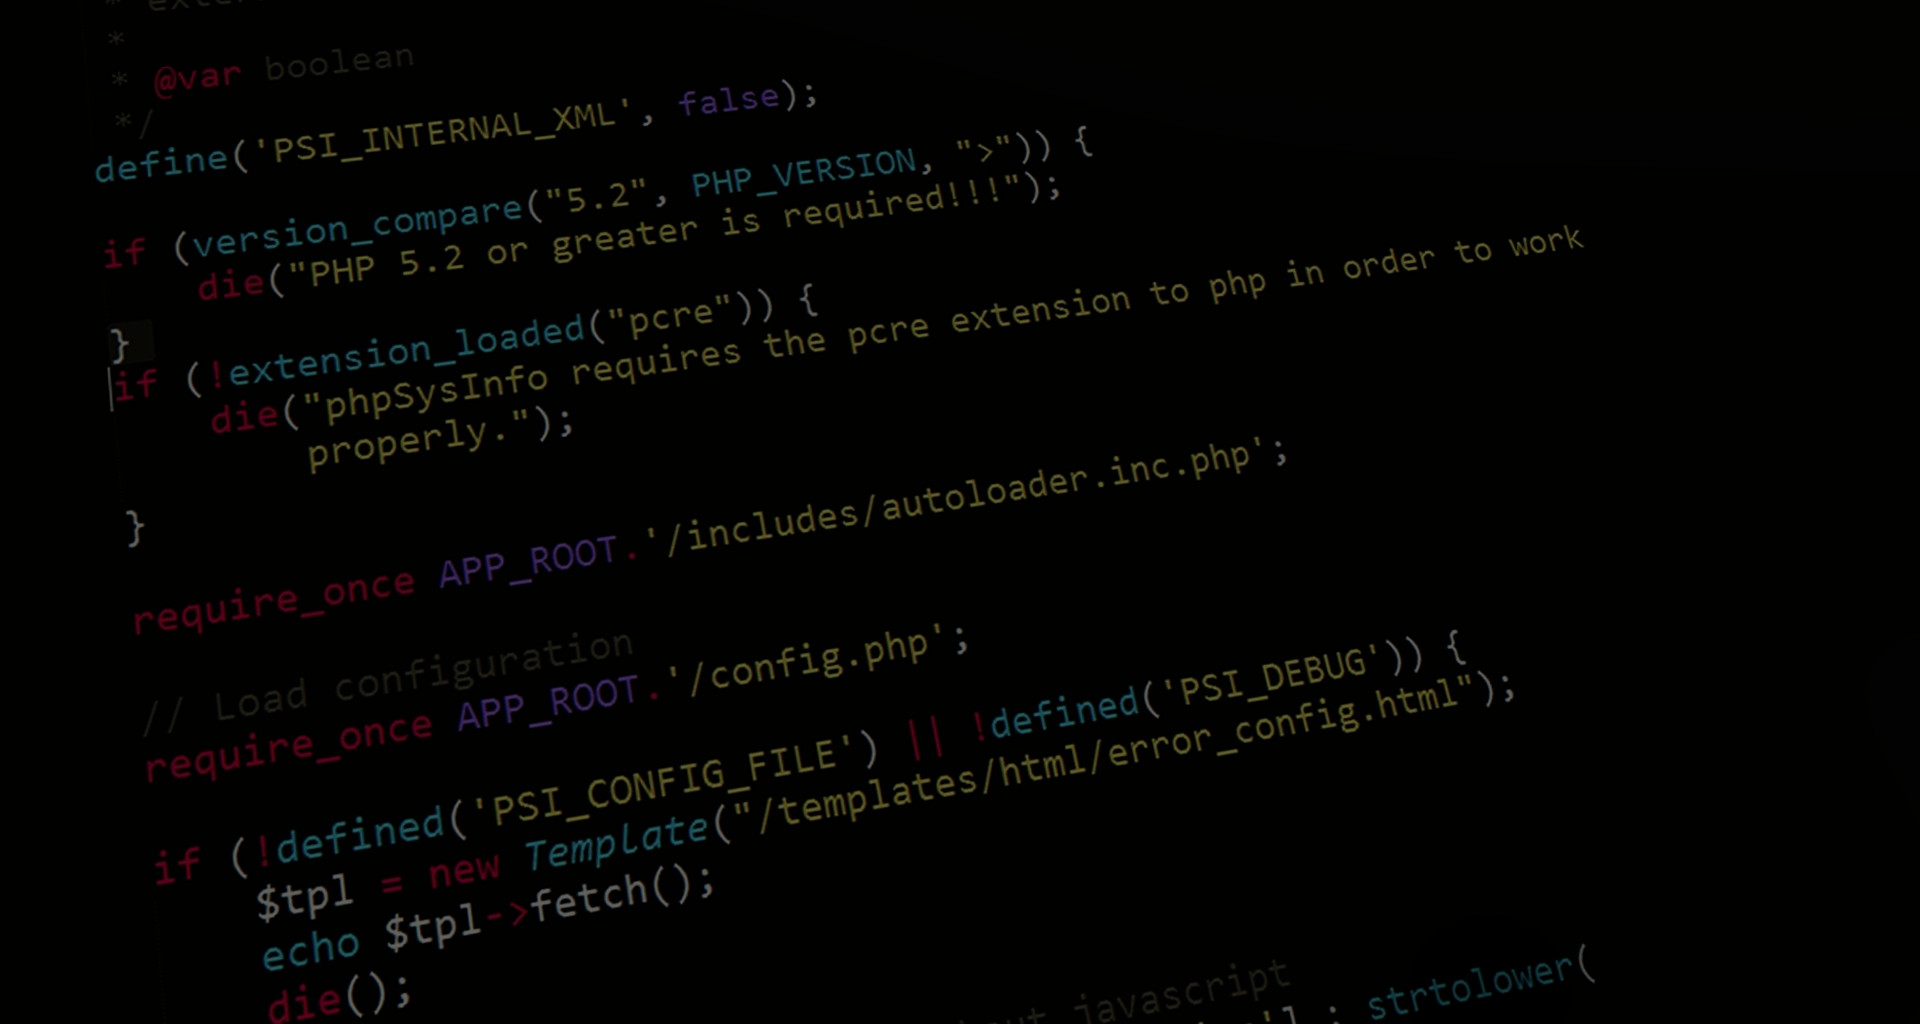 *
* @var boolean
*/
define('PSI_INTERNAL_XML', false);
if (version_compare("5.2", PHP_VERSION, ">")) {
die("PHP 5.2 or greater is required!!!");
}
if (!extension_loaded("pcre")) {
die("phpSysInfo requires the pcre extension to php in order to work
properly.");
}
require_once APP_ROOT.'/includes/autoloader.inc.php';
// Load configuration
require_once APP_ROOT.'/config.php';
if (!defined('PSI_CONFIG_FILE') || !defined('PSI_DEBUG')) {
$tpl = new Template("/templates/html/error_config.html");
echo $tpl->fetch();
die();
javascript
strtolower(